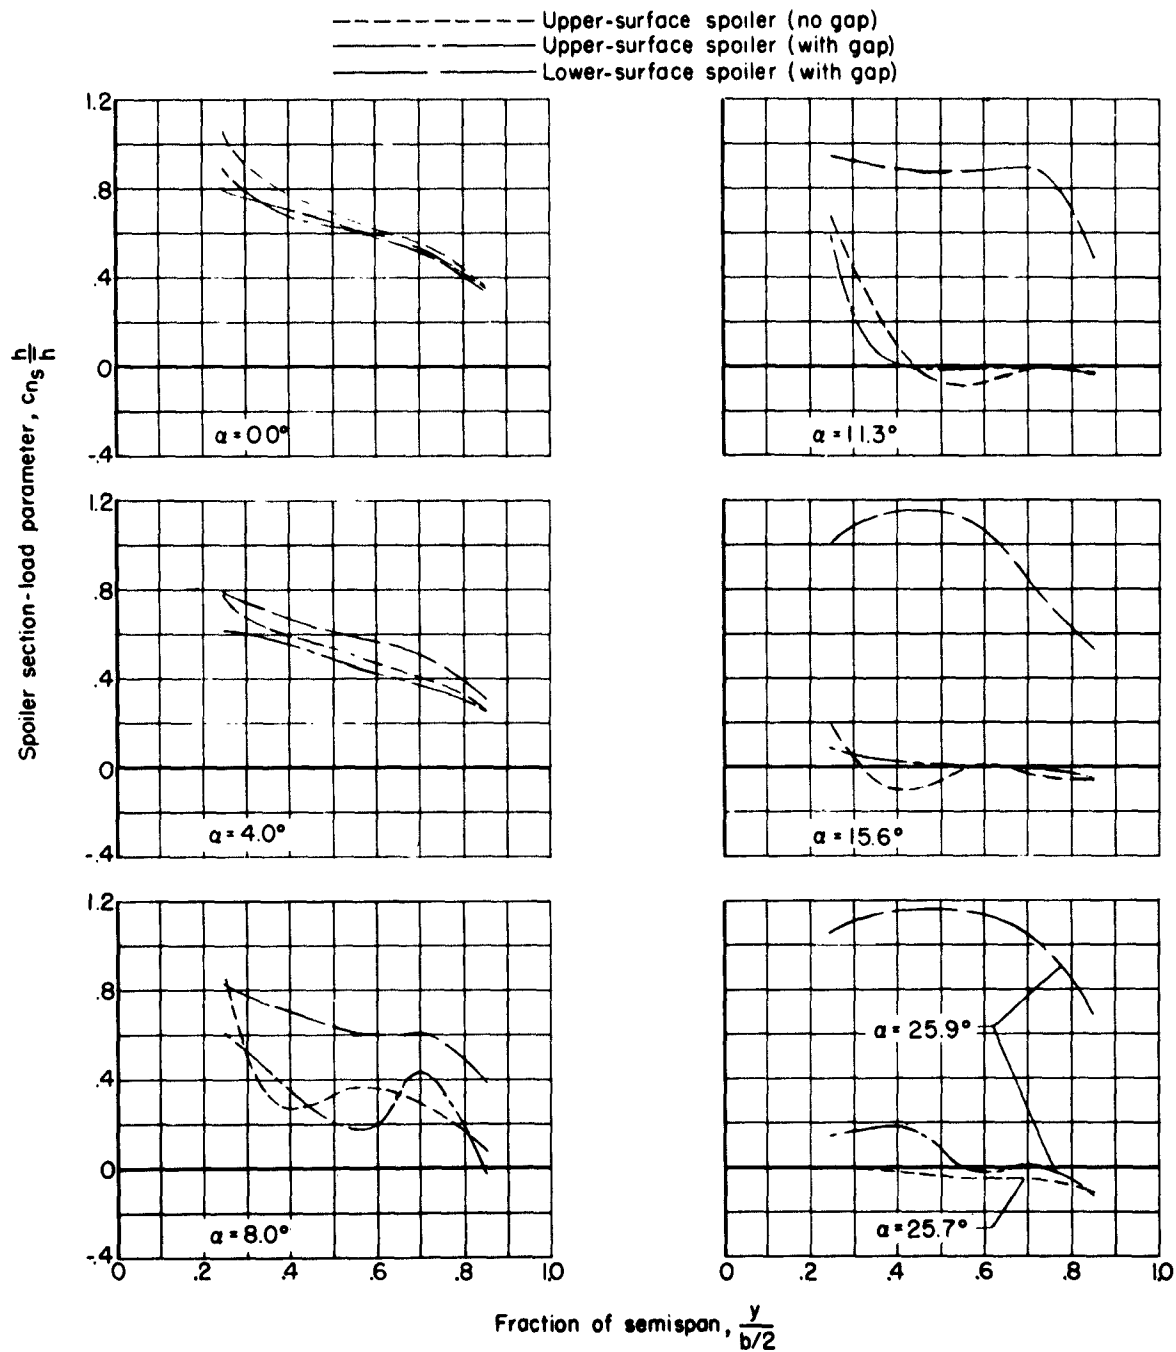 Upper-surface spoiler (no gap)
Upper-surface spoiler (with gap)
Lower-surface spoiler (with gap)
Spoiler section-load parameter, cns h/h
1.2
.8
.4
0
-.4
α = 00°
α = 11.3°
1.2
.8
.4
0
-.4
α = 4.0°
α = 15.6°
1.2
.8
.4
0
-.4
α = 8.0°
α = 25.9°
α = 25.7°
0 .2 .4 .6 .8 1.0
0 .2 .4 .6 .8 1.0
Fraction of semispan, y
b/2